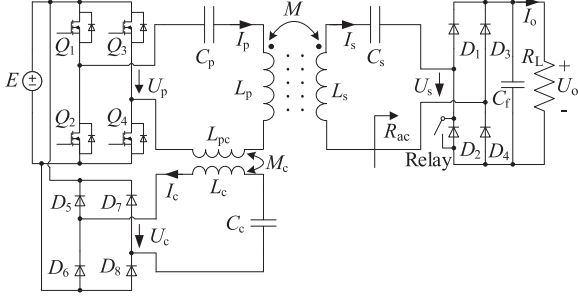 M
Q1 Q3 Cp Ip Is Cs Io
D1 D3 RL +
E Up Lp Ls Us Cf Uo
Q2 Q4 Rac -
Lpc Relay D2 D4
Mc
Ic Lc
D5 D7
Uc Cc
D6 D8